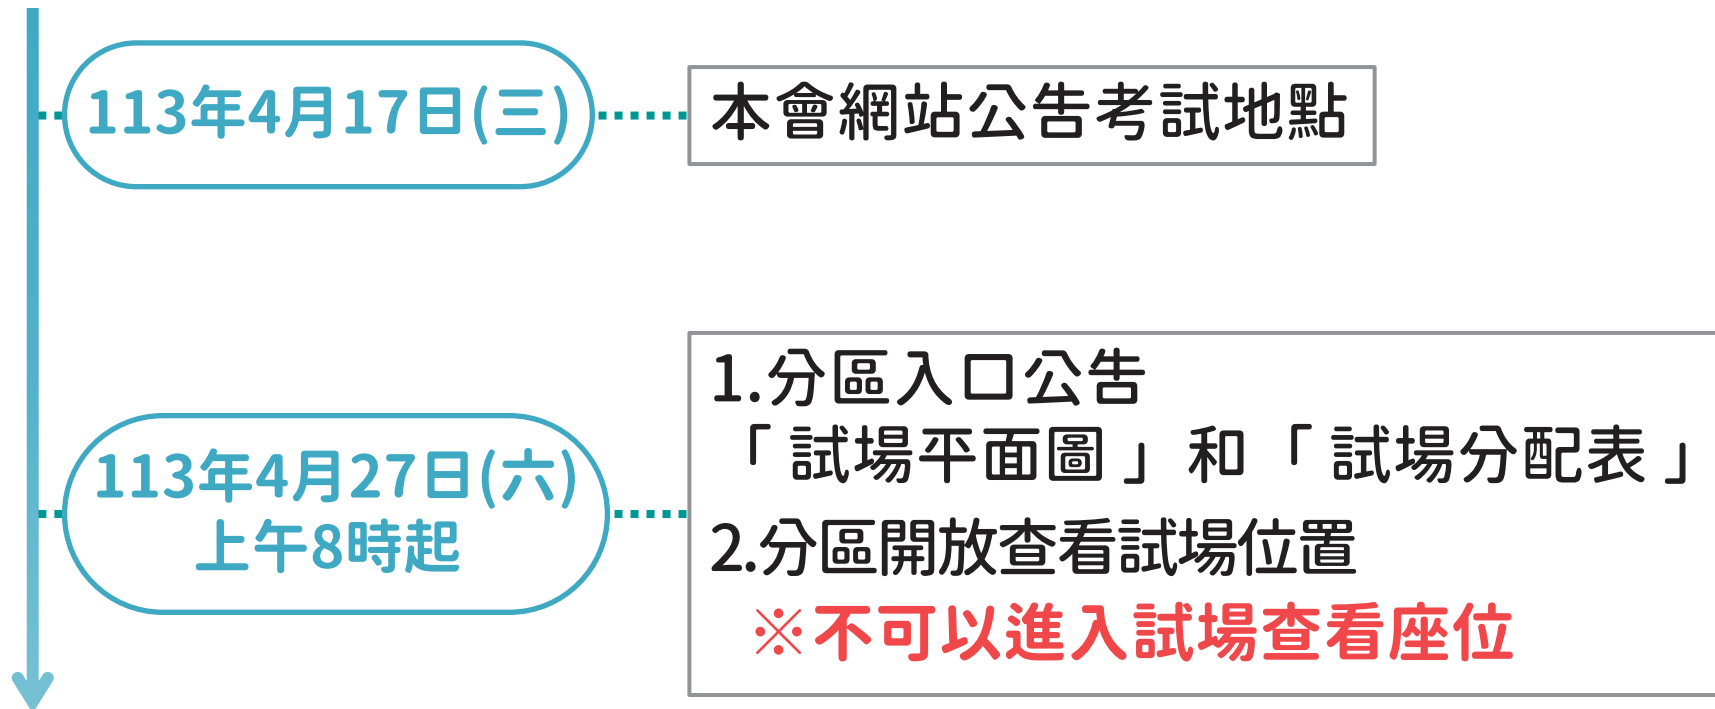 113年4月17日(三)
本會網站公告考試地點
113年4月27日(六)
上午8時起
1.分區入口公告
「試場平面圖」和「試場分配表」
2.分區開放查看試場位置
※不可以進入試場查看座位